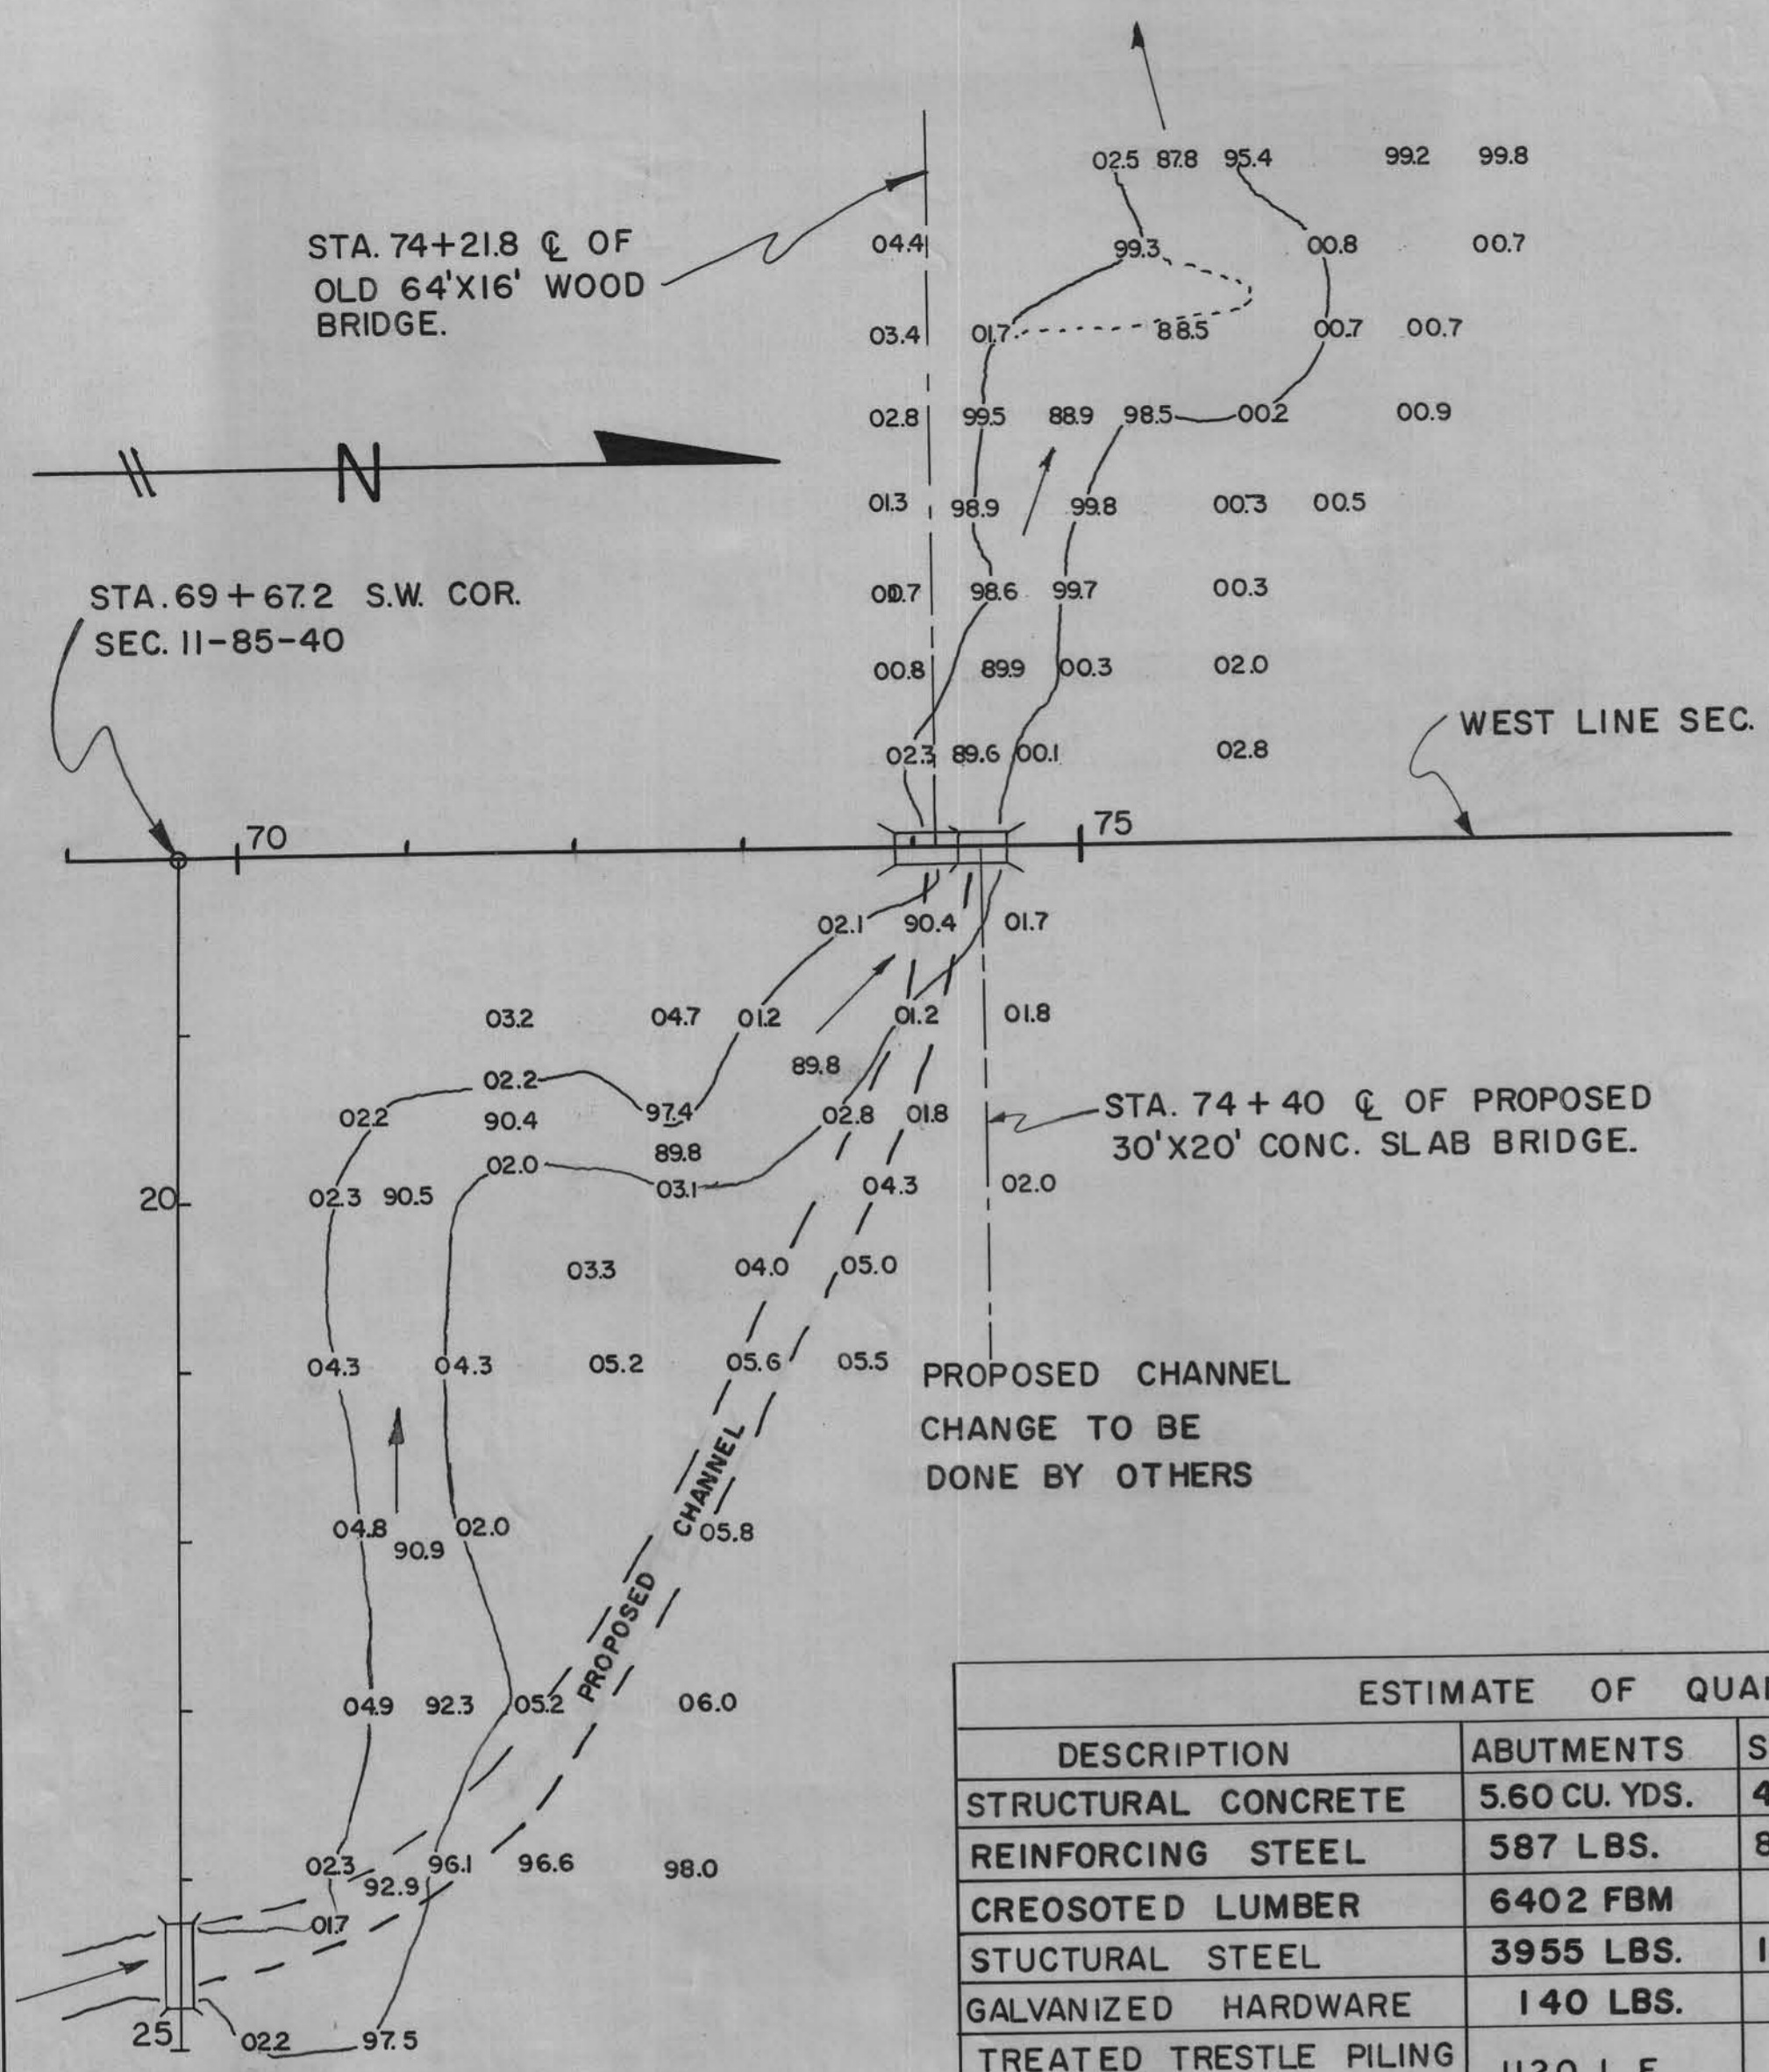 02.5 87.8 95.4 99.2 99.8
STA. 74+21.8 ℄ OF
OLD 64'X16' WOOD
BRIDGE.
04.4 99.3 00.8 00.7
03.4 01.7 88.5 00.7 00.7
02.8 99.5 88.9 98.5 00.2 00.9
N
01.3 98.9 99.8 00.3 00.5
STA. 69+67.2 S.W. COR.
SEC. 11-85-40
00.7 98.6 99.7 00.3
00.8 89.9 00.3 02.0
WEST LINE SEC.
02.3 89.6 00.1 02.8
70 75
02.1 90.4 01.7
03.2 04.7 01.2 01.2 01.8
89.8
02.2
02.2 90.4 97.4 02.8 01.8
STA. 74+40 ℄ OF PROPOSED
30'X20' CONC. SLAB BRIDGE.
89.8
02.0
20 02.3 90.5 03.1 04.3 02.0
03.3 04.0 05.0
04.3 04.3 05.2 05.6 05.5
PROPOSED CHANNEL
CHANGE TO BE
DONE BY OTHERS
PROPOSED CHANNEL
04.8 02.0 05.8
90.9
04.9 92.3 05.2 06.0
02.3 96.1 96.6 98.0
92.9
01.7
25 02.2 97.5
ESTIMATE OF
DESCRIPTION ABUTMENTS
STRUCTURAL CONCRETE 5.60 CU. YDS. 4
REINFORCING STEEL 587 LBS. 8
CREOSOTED LUMBER 6402 FBM
STUCTURAL STEEL 3955 LBS. 1
GALVANIZED HARDWARE 140 LBS.
TREATED TRESTLE PILING